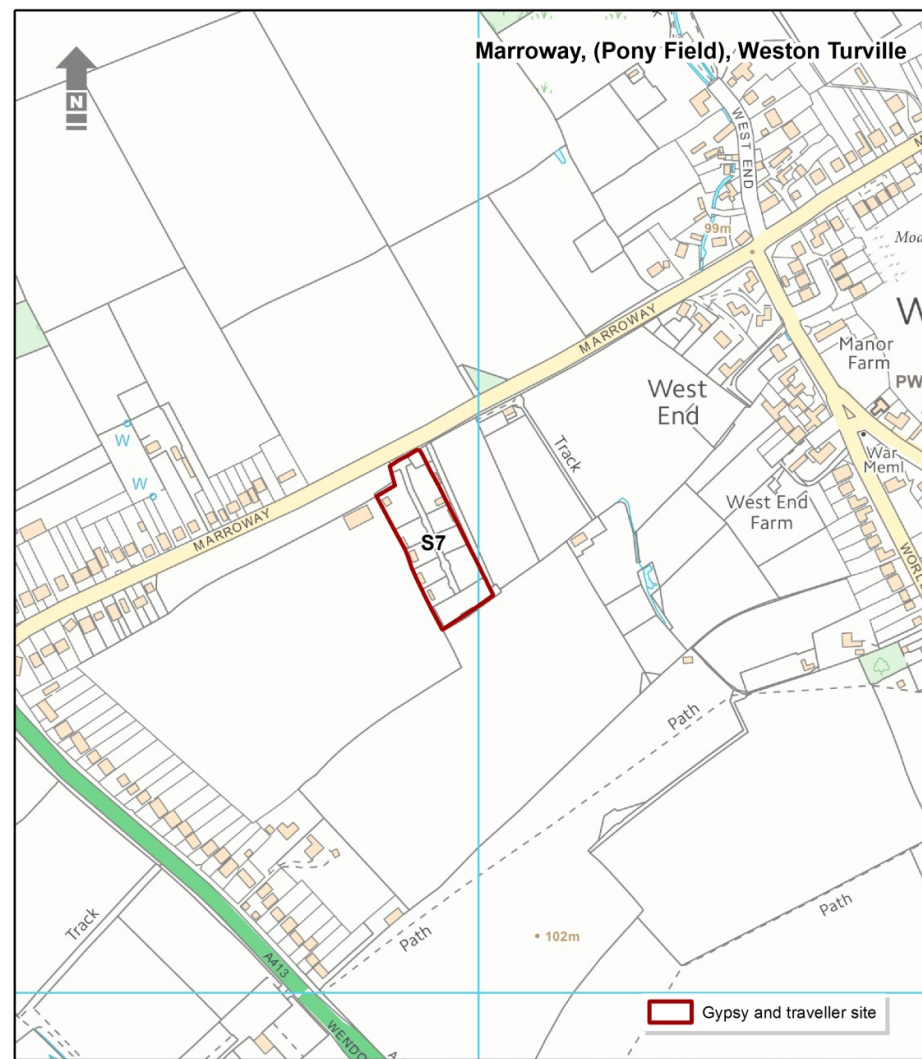 Marroway, (Pony Field), Weston Turville
N
WEST END
99m
MARROWAY
Manor
Farm
PW
West
End
War
Meml
Track
W
W
West End
Farm
MARROWAY
S7
Path
Path
Track
Path
102m
A413
Gypsy and traveller site